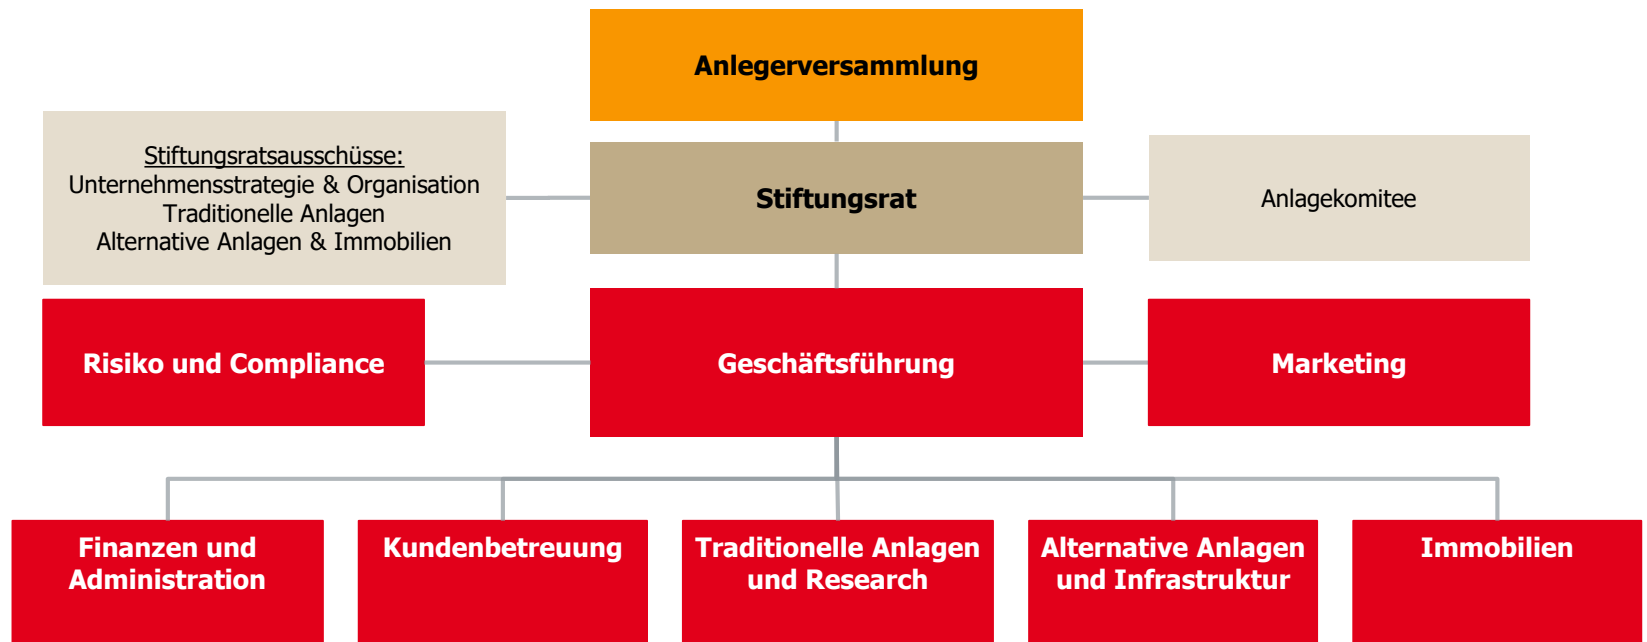 Anlegerversammlung
Stiftungsratsausschüsse:
Unternehmensstrategie & Organisation
Traditionelle Anlagen
Alternative Anlagen & Immobilien
Stiftungsrat
Anlagekomitee
Risiko und Compliance
Geschäftsführung
Marketing
Finanzen und
Administration
Kundenbetreuung
Traditionelle Anlagen
und Research
Alternative Anlagen
und Infrastruktur
Immobilien